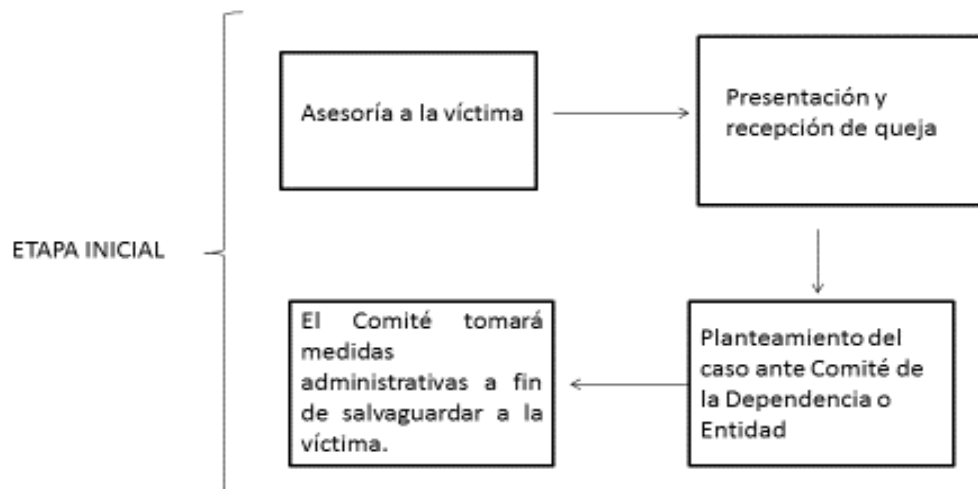 ETAPA INICIAL
Asesoría a la víctima
Presentación y
recepción de queja
Planteamiento del
caso ante Comité de
la Dependencia o
Entidad
El Comité tomará
medidas
administrativas a fin
de salvaguardar a la
víctima.